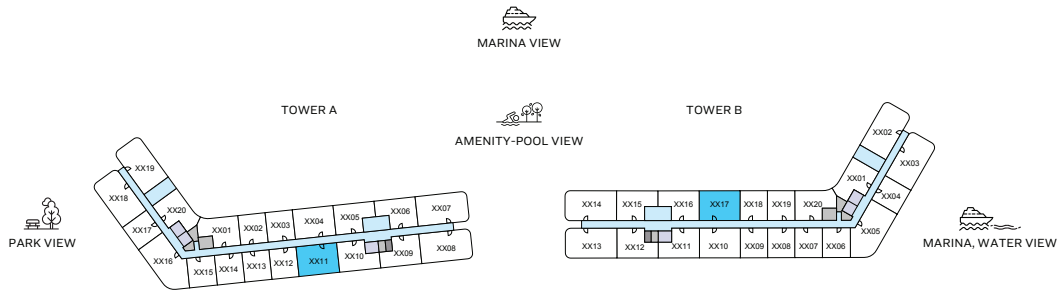 MARINA VIEW
TOWER A
TOWER B
AMENITY-POOL VIEW
PARK VIEW
MARINA, WATER VIEW
XX19
XX18
XX20
XX17
XX16
XX01
XX02
XX03
XX04
XX05
XX06
XX07
XX15
XX14
XX13
XX12
XX11
XX10
XX09
XX08
XX02
XX03
XX01
XX04
XX05
XX14
XX15
XX16
XX17
XX18
XX19
XX20
XX13
XX12
XX11
XX10
XX09
XX08
XX07
XX06